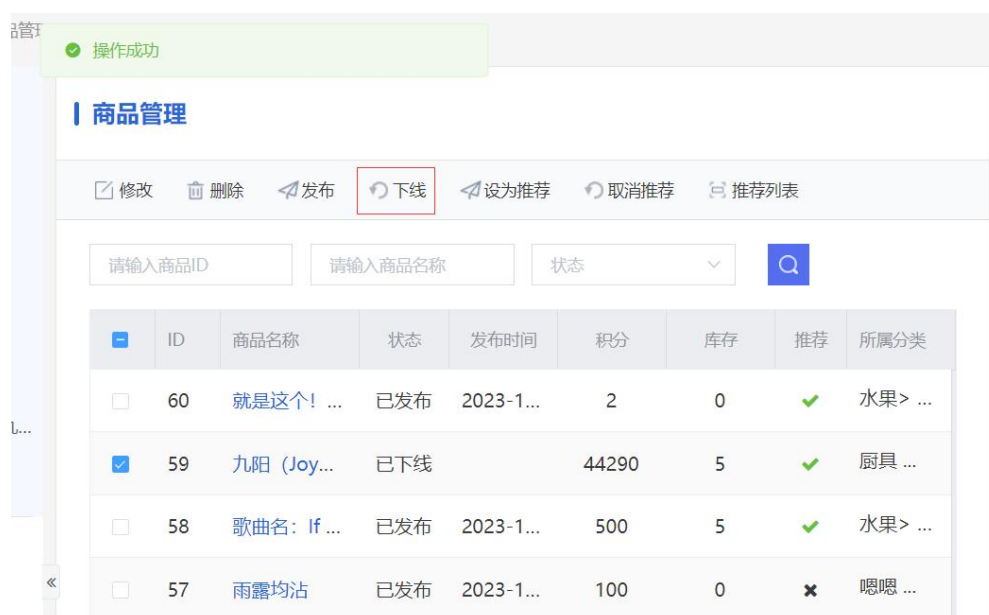 品管理
操作成功
商品管理
修改 删除 发布 下线 设为推荐 取消推荐 推荐列表
请输入商品ID 请输入商品名称 状态
ID 商品名称 状态 发布时间 积分 库存 推荐 所属分类
60 就是这个！... 已发布 2023-1... 2 0 水果> ...
59 九阳（Joy... 已下线 44290 5 厨具 ...
58 歌曲名：If ... 已发布 2023-1... 500 5 水果> ...
57 雨露均沾 已发布 2023-1... 100 0 嗯嗯 ...